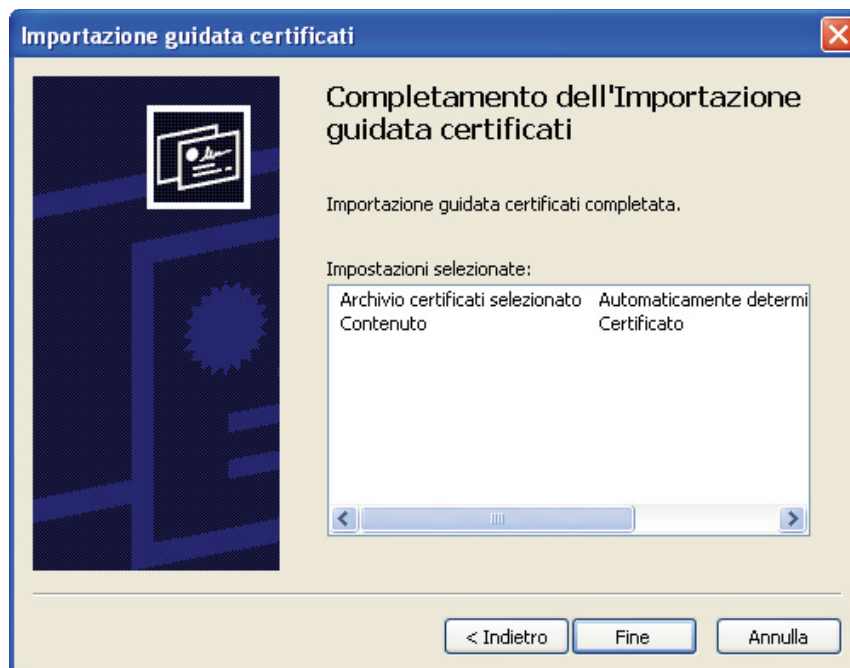 Importazione guidata certificati
Completamento dell'Importazione
guidata certificati
Importazione guidata certificati completata.
Impostazioni selezionate:
Archivio certificati selezionato Automaticamente determi
Contenuto Certificato
< Indietro Fine Annulla